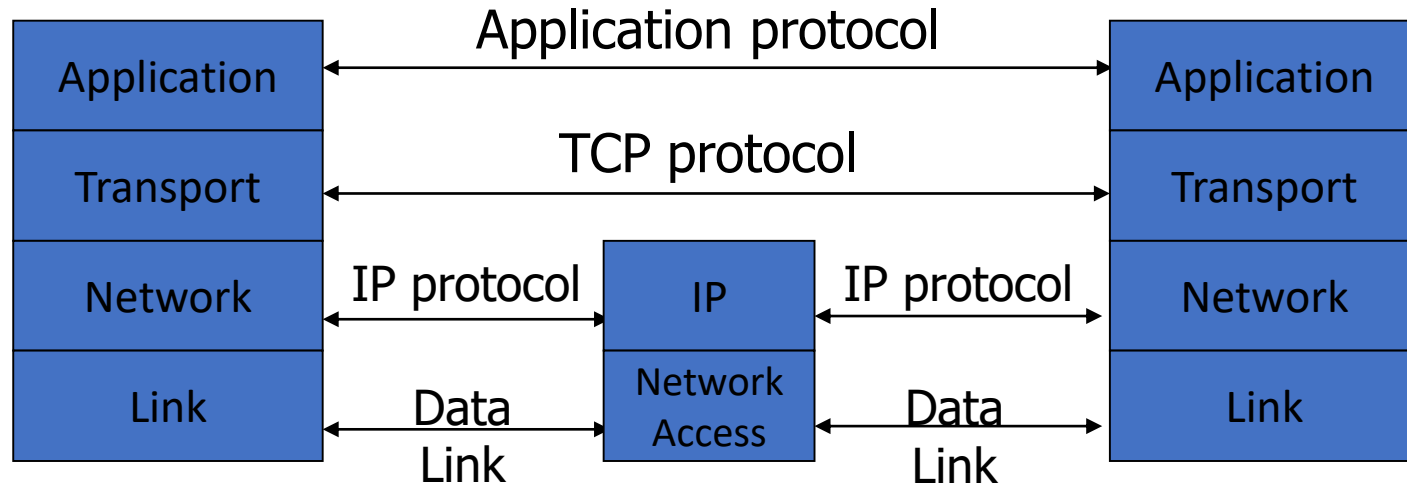 Application protocol
Application
Application
TCP protocol
Transport
Transport
IP protocol
IP protocol
Network
IP
Network
Link
Data
Link
Network
Access
Data
Link
Link